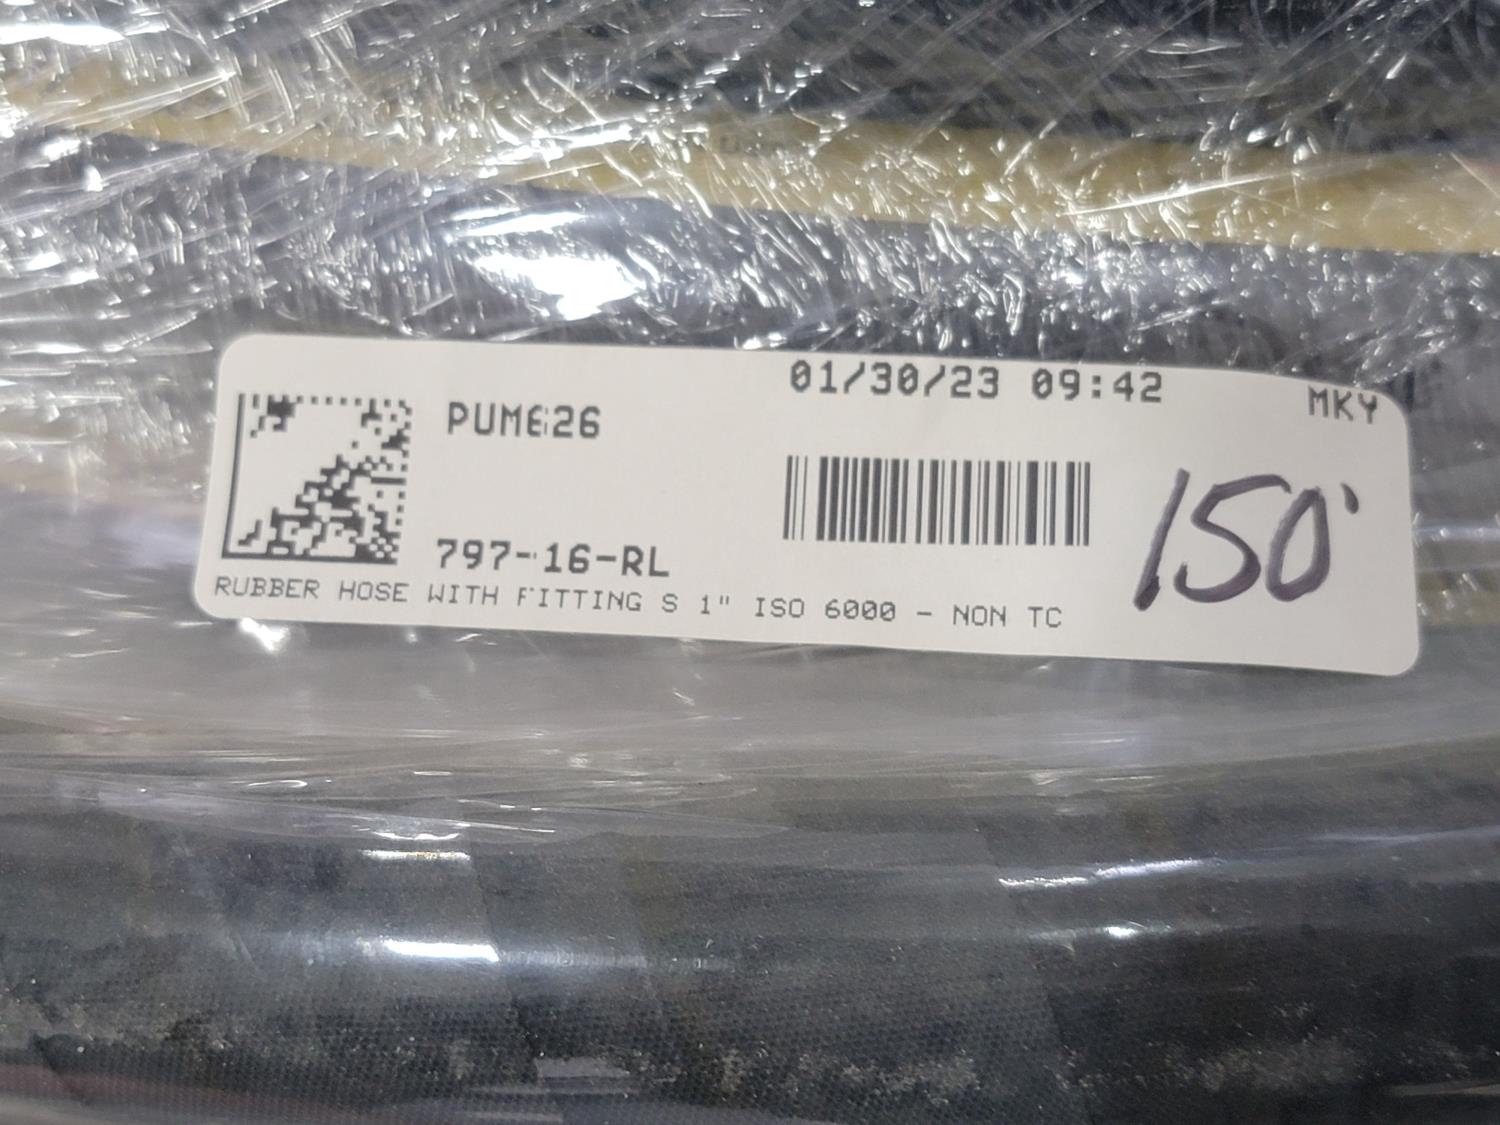 01/30/23 09:42
MKY
PUM626
797-16-RL
150'
RUBBER HOSE WITH FITTING S 1" ISO 6000 - NON TC